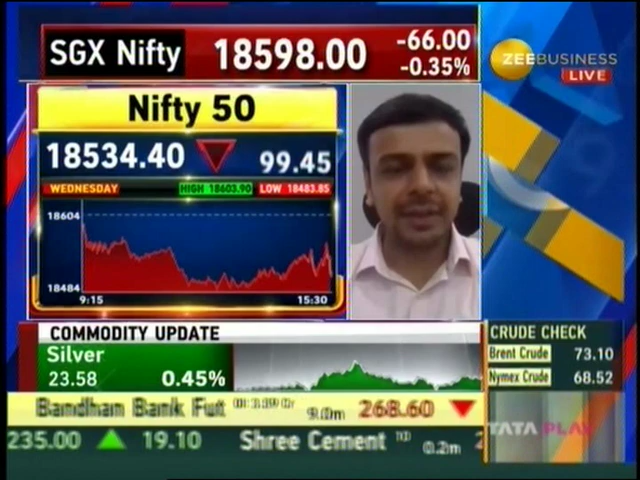 SGX Nifty 18598.00 -66.00 -0.35%
ZEEBUSINESS
LIVE
Nifty 50
18534.40 99.45
WEDNESDAY HIGH 18603.90 LOW 18483.85
18604
18484
9:15 15:30
COMMODITY UPDATE
Silver
23.58 0.45%
CRUDE CHECK
Brent Crude 73.10
Nymex Crude 68.52
Bandhan Bank Fut 9.0m 268.60
235.00 19.10 Shree Cement 0.2m
TATA PLAY